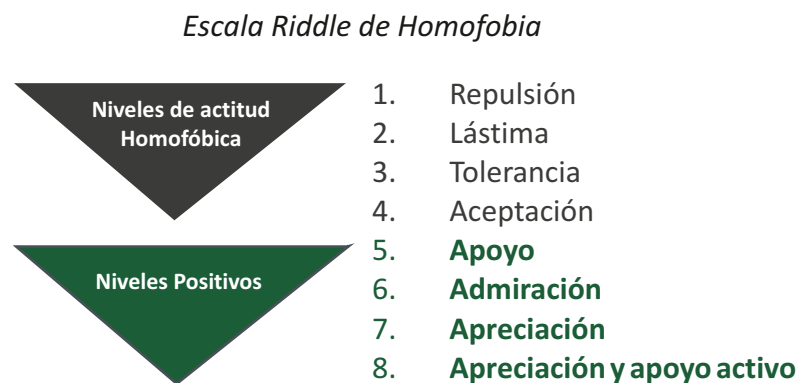 Escala Riddle de Homofobia
Niveles de actitud
Homofóbica
1. Repulsión
2. Lástima
3. Tolerancia
4. Aceptación
Niveles Positivos
5. Apoyo
6. Admiración
7. Apreciación
8. Apreciación y apoyo activo